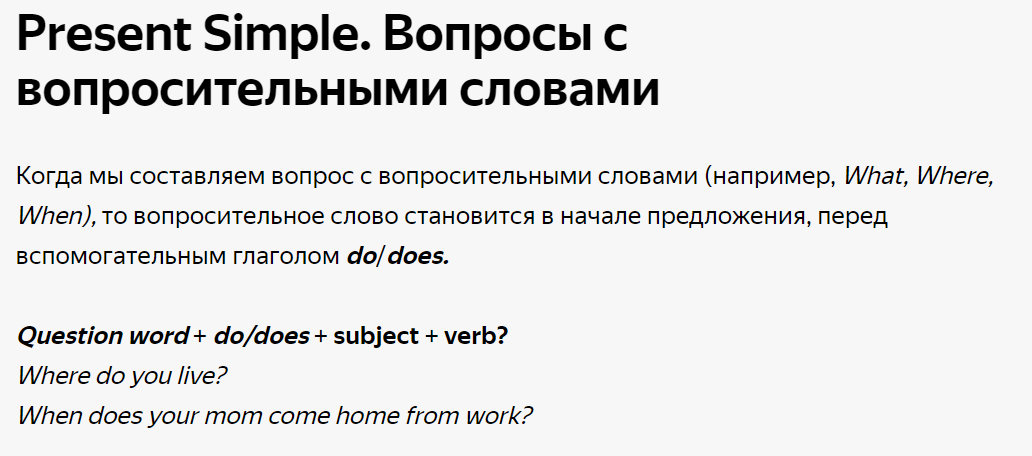 Present Simple. Вопросы с
вопросительными словами
Когда мы составляем вопрос с вопросительными словами (например, What, Where,
When), то вопросительное слово становится в начале предложения, перед
вспомогательным глаголом do/does.
Question word + do/does + subject + verb?
Where do you live?
When does your mom come home from work?